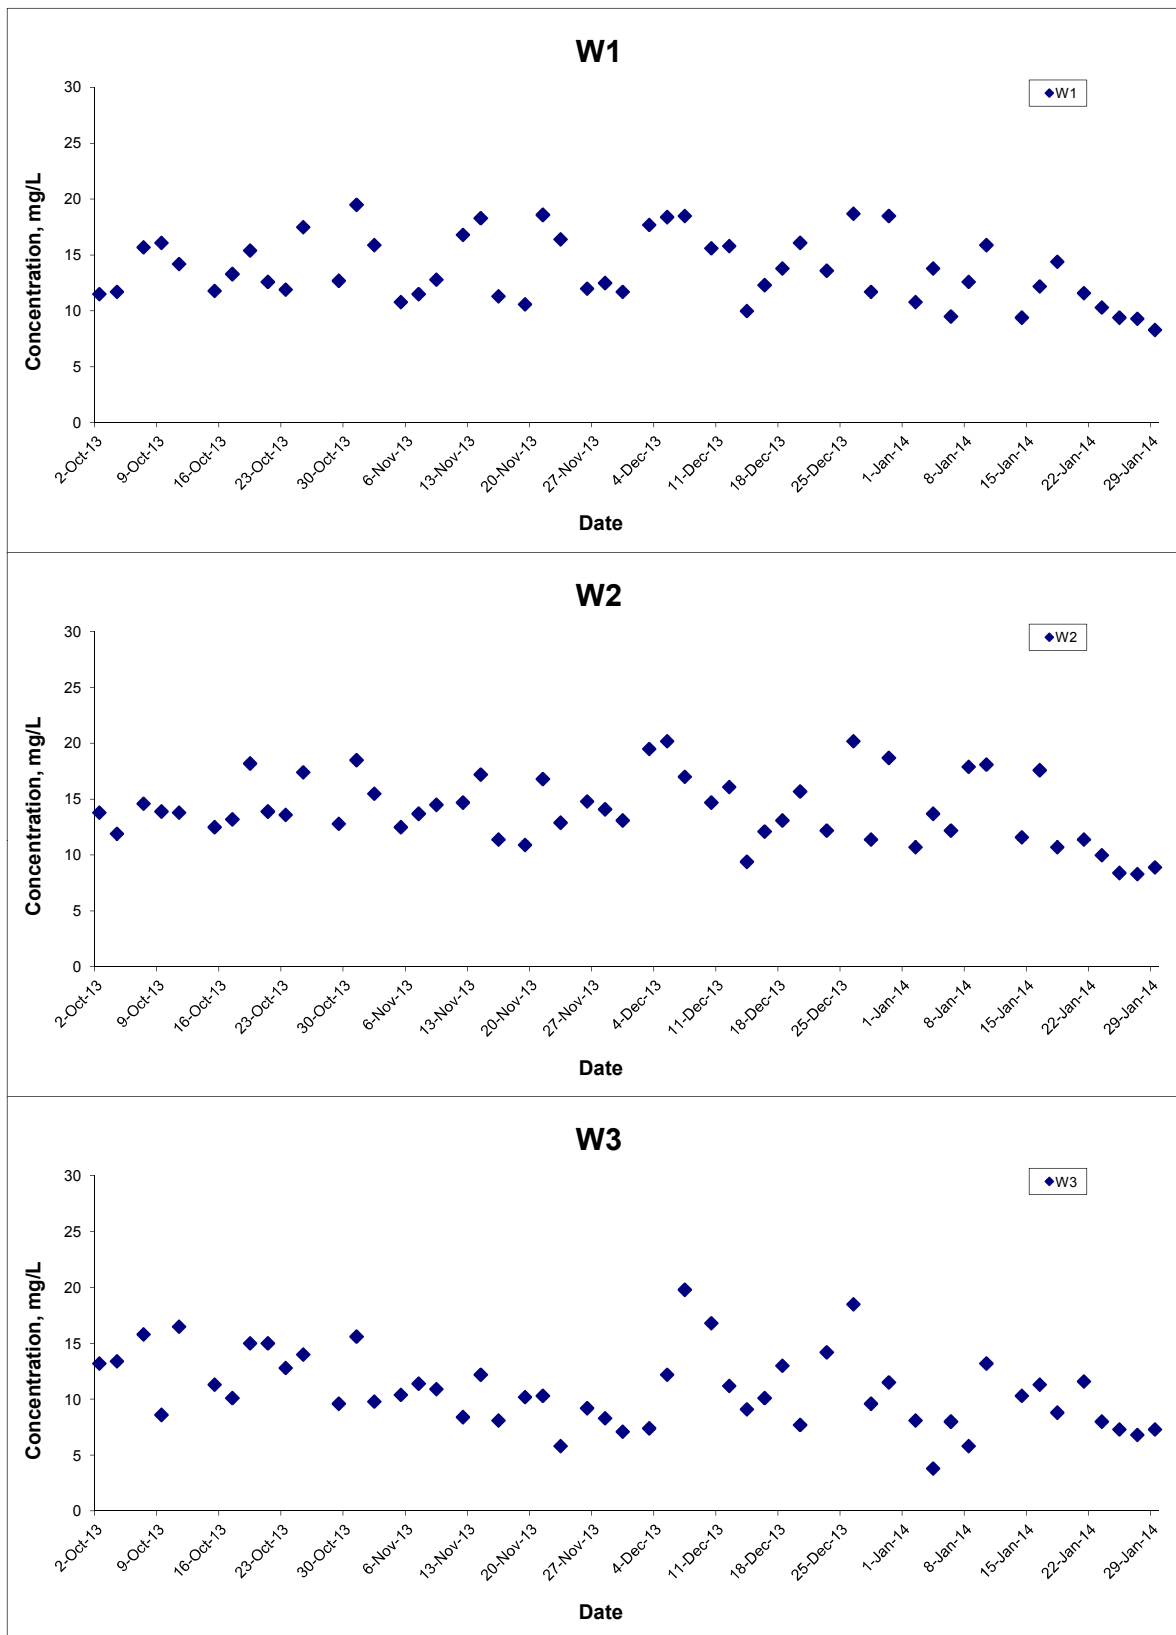 W1
W1
30
25
20
15
10
5
0
Concentration, mg/L
2-Oct-13 9-Oct-13 16-Oct-13 23-Oct-13 30-Oct-13 6-Nov-13 13-Nov-13 20-Nov-13 27-Nov-13 4-Dec-13 11-Dec-13 18-Dec-13 25-Dec-13 1-Jan-14 8-Jan-14 15-Jan-14 22-Jan-14 29-Jan-14
Date
W2
W2
30
25
20
15
10
5
0
Concentration, mg/L
2-Oct-13 9-Oct-13 16-Oct-13 23-Oct-13 30-Oct-13 6-Nov-13 13-Nov-13 20-Nov-13 27-Nov-13 4-Dec-13 11-Dec-13 18-Dec-13 25-Dec-13 1-Jan-14 8-Jan-14 15-Jan-14 22-Jan-14 29-Jan-14
Date
W3
W3
30
25
20
15
10
5
0
Concentration, mg/L
2-Oct-13 9-Oct-13 16-Oct-13 23-Oct-13 30-Oct-13 6-Nov-13 13-Nov-13 20-Nov-13 27-Nov-13 4-Dec-13 11-Dec-13 18-Dec-13 25-Dec-13 1-Jan-14 8-Jan-14 15-Jan-14 22-Jan-14 29-Jan-14
Date